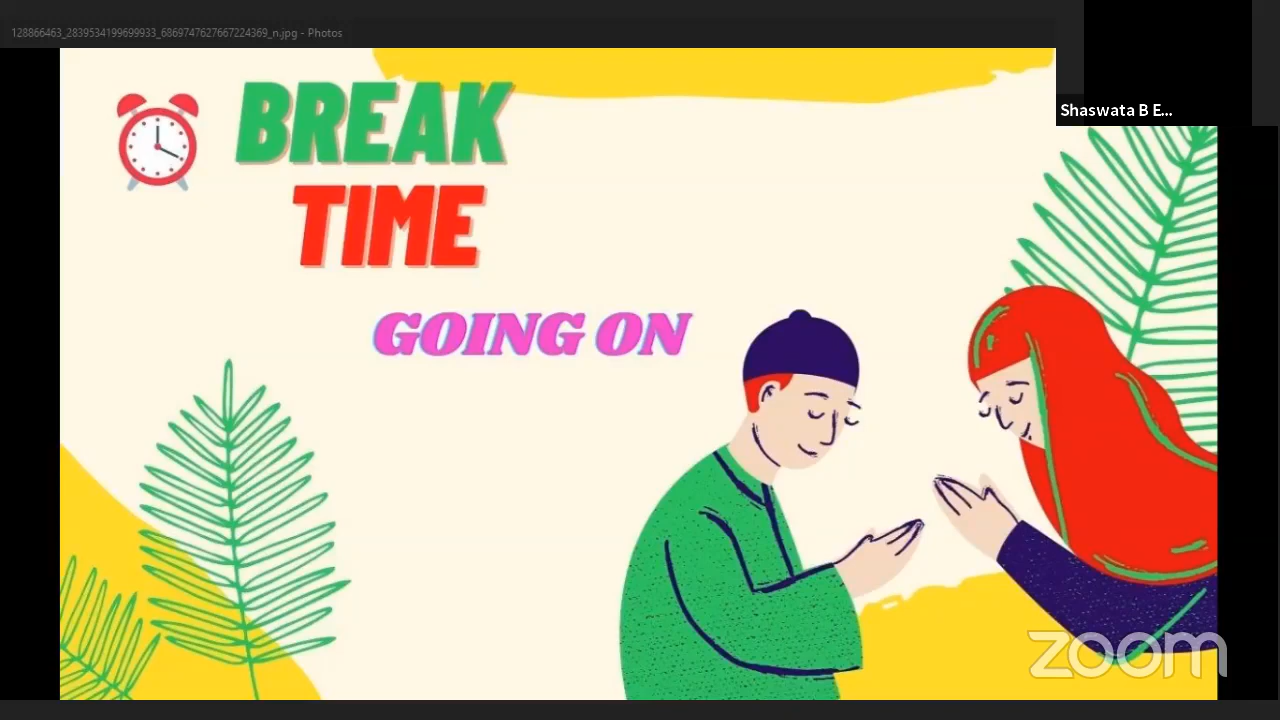 128866463_2839534199699933_6869747627667224369_n.jpg - Photos
Shaswata B E...
BREAK
TIME
GOING ON
zoom